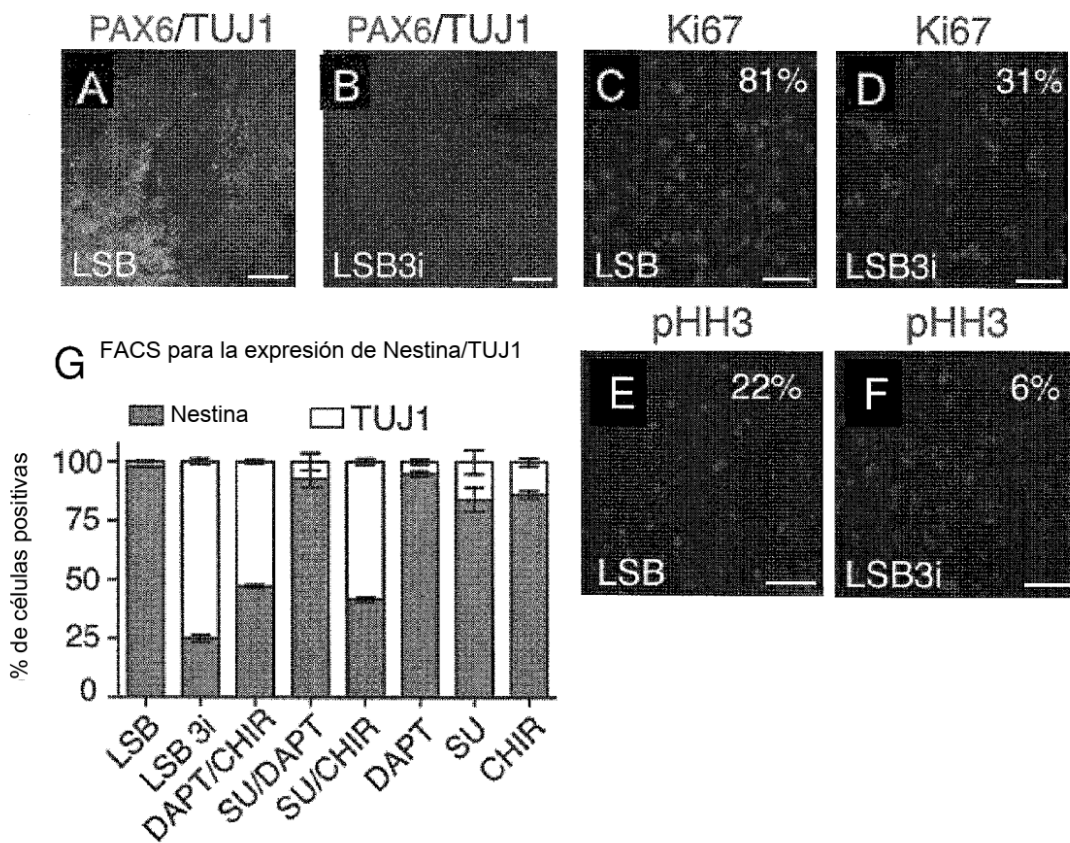 PAX6/TUJ1
PAX6/TUJ1
Ki67
Ki67
A
LSB
B
LSB3i
C
81%
LSB
D
31%
LSB3i
pHH3
pHH3
E
22%
LSB
F
6%
LSB3i
G FACS para la expresión de Nestina/TUJ1
Nestina
TUJ1
% de células positivas
100
75
50
25
0
LSB
LSB 3i
DAPT/CHIR
SU/DAPT
SU/CHIR
DAPT
SU
CHIR